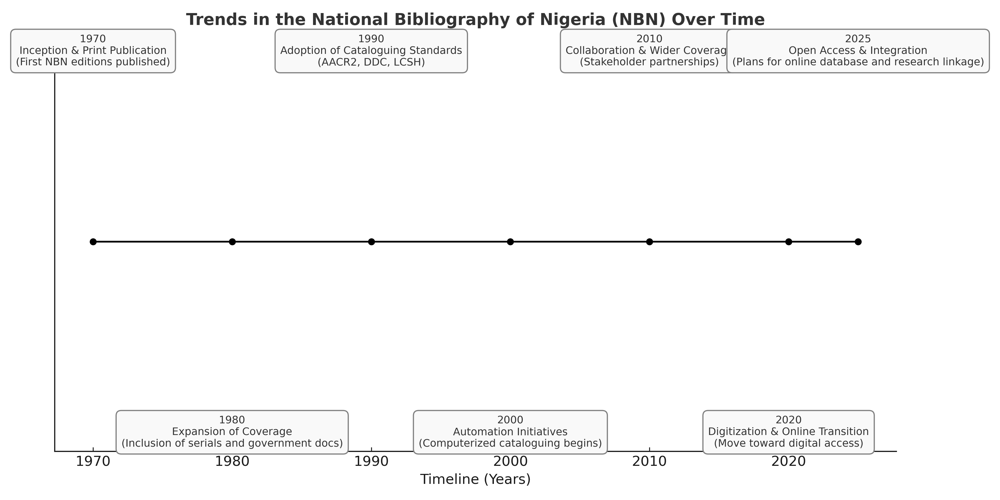 Trends in the National Bibliography of Nigeria (NBN) Over Time
1970
Inception & Print Publication
(First NBN editions published)
1990
Adoption of Cataloguing Standards
(AACR2, DDC, LCSH)
2010
Collaboration & Wider Coverag
(Stakeholder partnerships)
2025
Open Access & Integration
(Plans for online database and research linkage)
1980
Expansion of Coverage
(Inclusion of serials and government docs)
2000
Automation Initiatives
(Computerized cataloguing begins)
2020
Digitization & Online Transition
(Move toward digital access)
1970 1980 1990 2000 2010 2020
Timeline (Years)